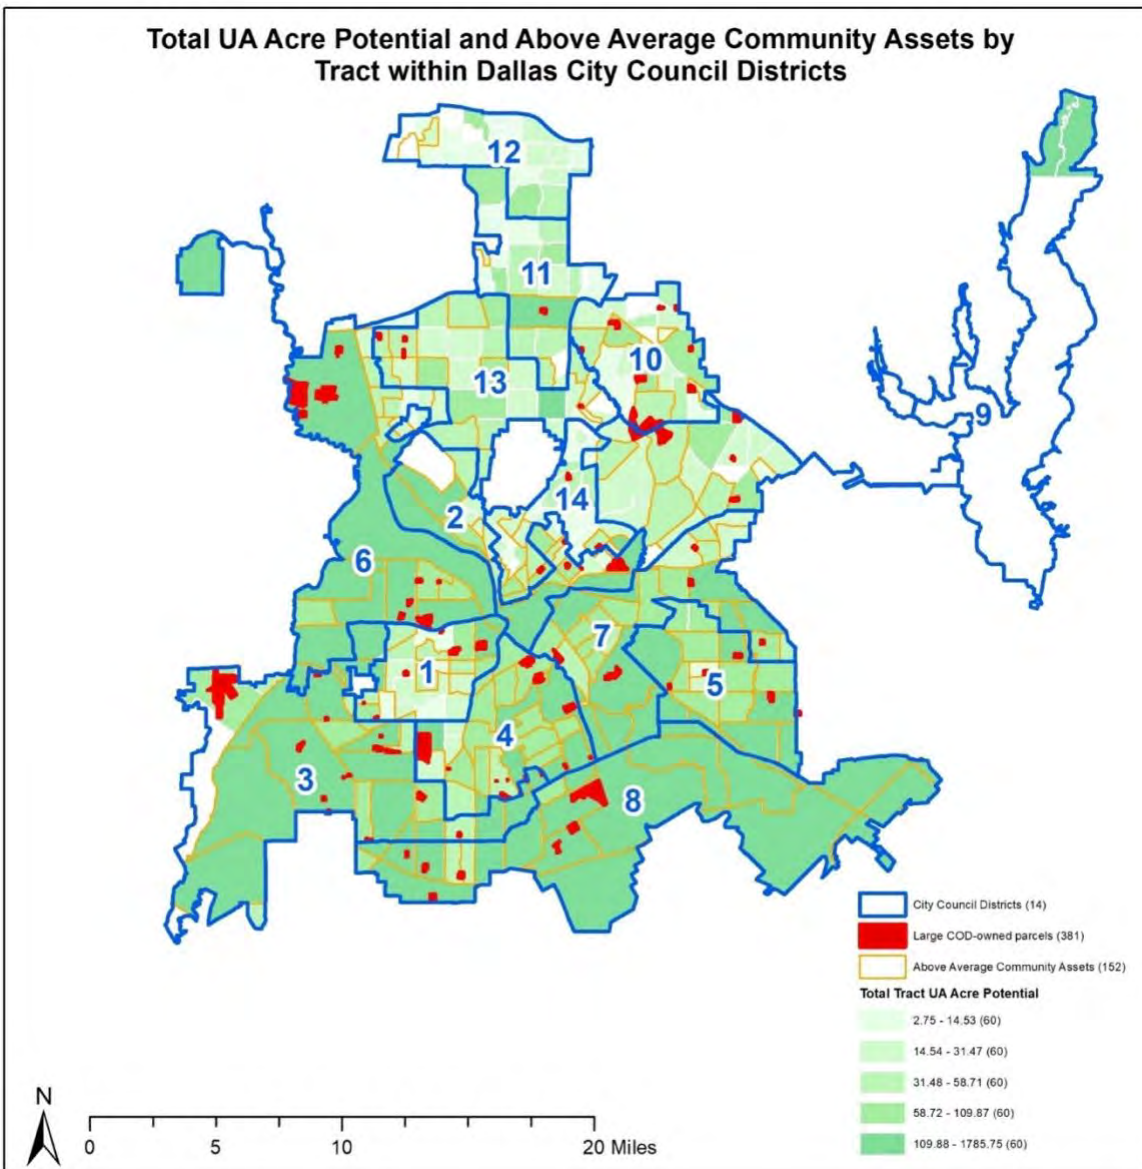 Total UA Acre Potential and Above Average Community Assets by
Tract within Dallas City Council Districts
12
11
10
13
9
14
2
6
7
1
5
4
3
8
City Council Districts (14)
Large COD-owned parcels (381)
Above Average Community Assets (152)
Total Tract UA Acre Potential
2.75 - 14.53 (60)
14.54 - 31.47 (60)
31.48 - 58.71 (60)
58.72 - 109.87 (60)
109.88 - 1785.75 (60)
N
0 5 10 20 Miles